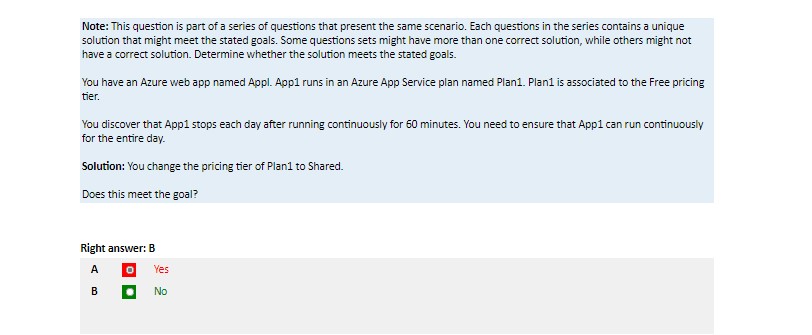 Note: This question is part of a series of questions that present the same scenario. Each questions in the series contains a unique
solution that might meet the stated goals. Some questions sets might have more than one correct solution, while others might not
have a correct solution. Determine whether the solution meets the stated goals.
You have an Azure web app named Appl. App1 runs in an Azure App Service plan named Plan1. Plan1 is associated to the Free pricing
tier.
You discover that App1 stops each day after running continuously for 60 minutes. You need to ensure that App1 can run continuously
for the entire day.
Solution: You change the pricing tier of Plan1 to Shared.
Does this meet the goal?
Right answer: B
A Yes
B No